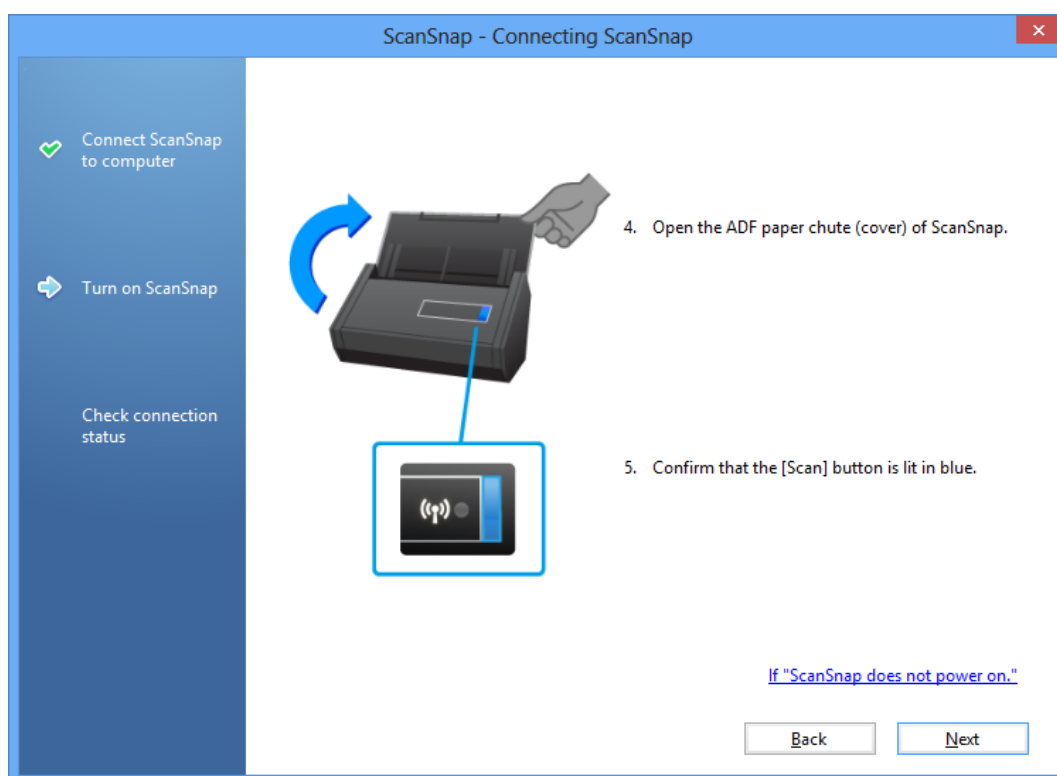 ScanSnap - Connecting ScanSnap
Connect ScanSnap
to computer
Turn on ScanSnap
Check connection
status
4. Open the ADF paper chute (cover) of ScanSnap.
5. Confirm that the [Scan] button is lit in blue.
If "ScanSnap does not power on."
Back
Next